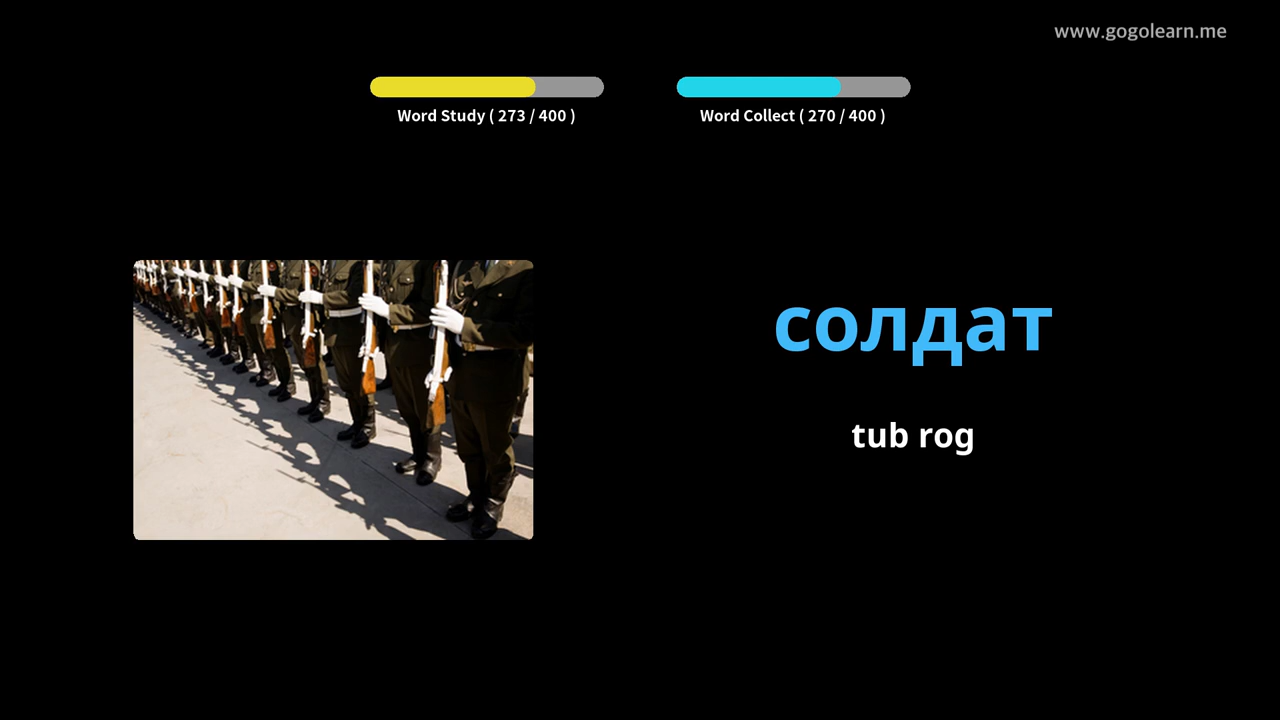 www.gogolearn.me
Word Study ( 273 / 400 )
Word Collect ( 270 / 400 )
солдат
tub rog